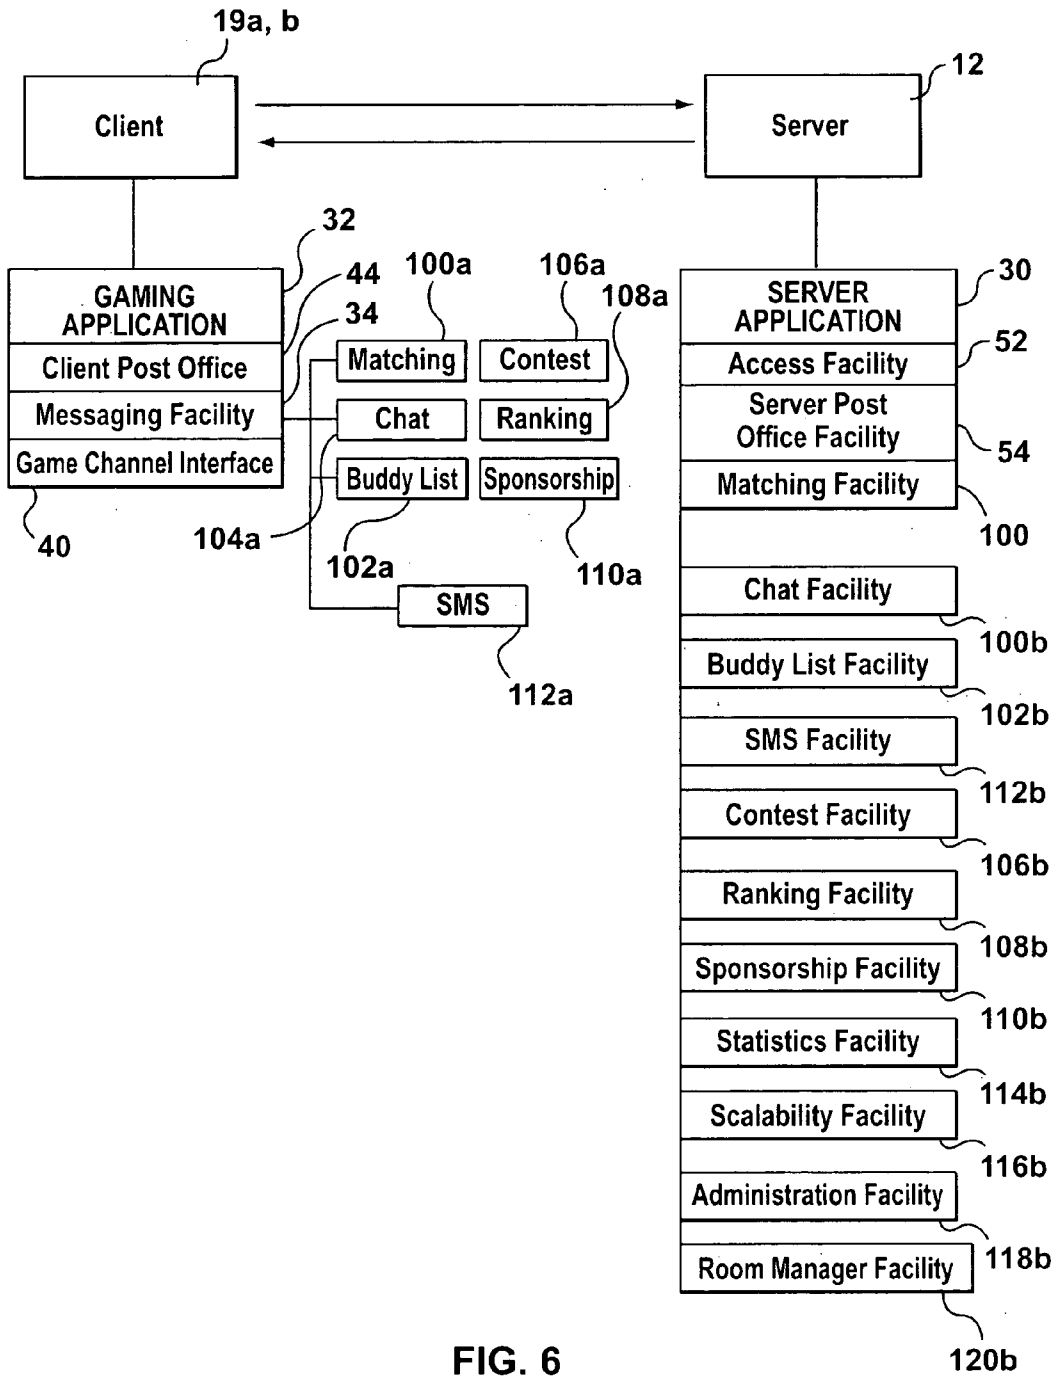 19a, b
12
Client
Server
32
GAMING
APPLICATION
44
Client Post Office
34
Messaging Facility
Game Channel Interface
40
100a
106a
108a
Matching
Contest
Chat
Ranking
Buddy List
Sponsorship
104a
102a
110a
SMS
112a
30
SERVER
APPLICATION
52
Access Facility
Server Post
Office Facility
54
Matching Facility
100
Chat Facility
100b
Buddy List Facility
102b
SMS Facility
112b
Contest Facility
106b
Ranking Facility
108b
Sponsorship Facility
110b
Statistics Facility
114b
Scalability Facility
116b
Administration Facility
118b
Room Manager Facility
120b
FIG. 6